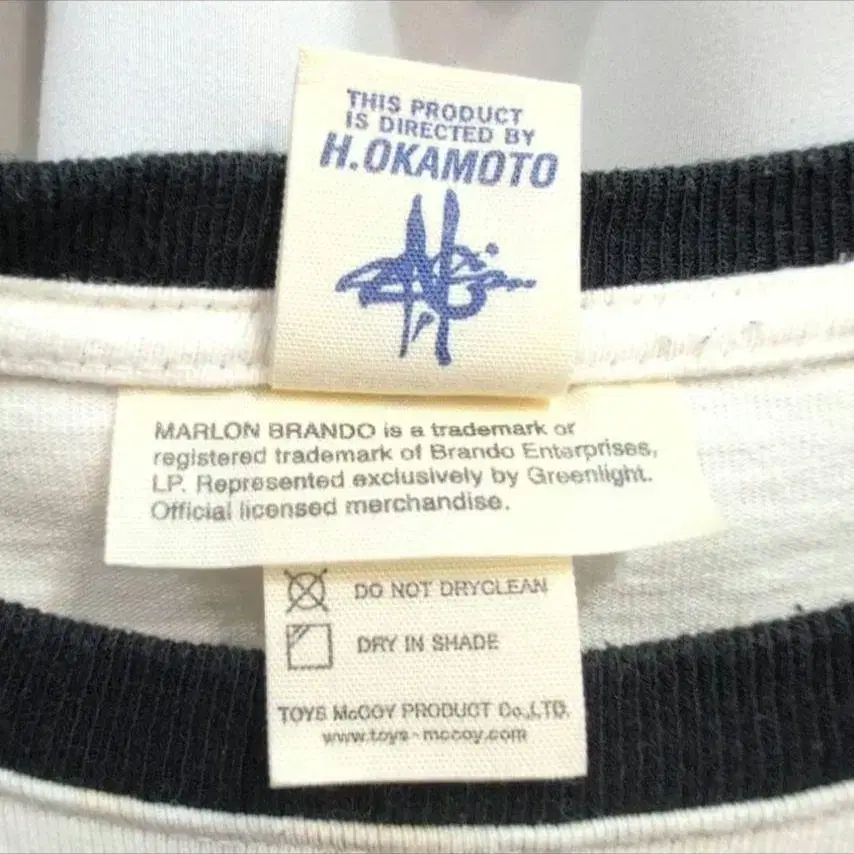 THIS PRODUCT
IS DIRECTED BY
H.OKAMOTO
MARLON BRANDO is a trademark or
registered trademark of Brando Enterprises,
LP. Represented exclusively by Greenlight.
Official licensed merchandise.
DO NOT DRYCLEAN
DRY IN SHADE
TOYS McCOY PRODUCT Co.,LTD.
www.toys-mccoy.com